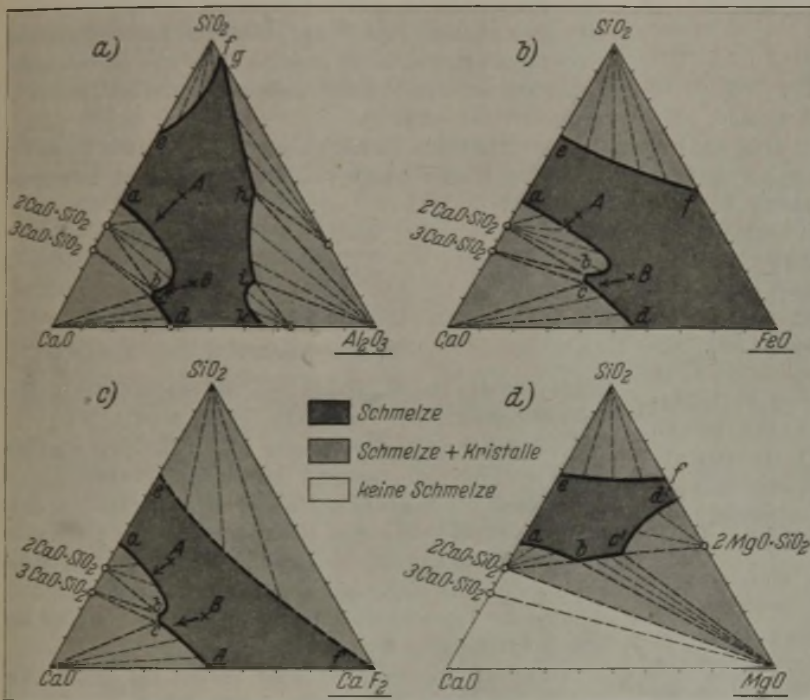 a)
SiO₂
f
g
e
a
A
h
2CaO·SiO₂
3CaO·SiO₂
b
c
B
i
d
k
CaO
Al₂O₃
b)
SiO₂
e
a
A
f
2CaO·SiO₂
3CaO·SiO₂
b
c
B
d
CaO
FeO
c)
SiO₂
e
a
A
2CaO·SiO₂
3CaO·SiO₂
b
c
B
A
f
CaO
CaF₂
Schmelze
Schmelze + Kristalle
keine Schmelze
d)
SiO₂
e
f
d'
a
b
c'
2CaO·SiO₂
3CaO·SiO₂
2MgO·SiO₂
CaO
MgO